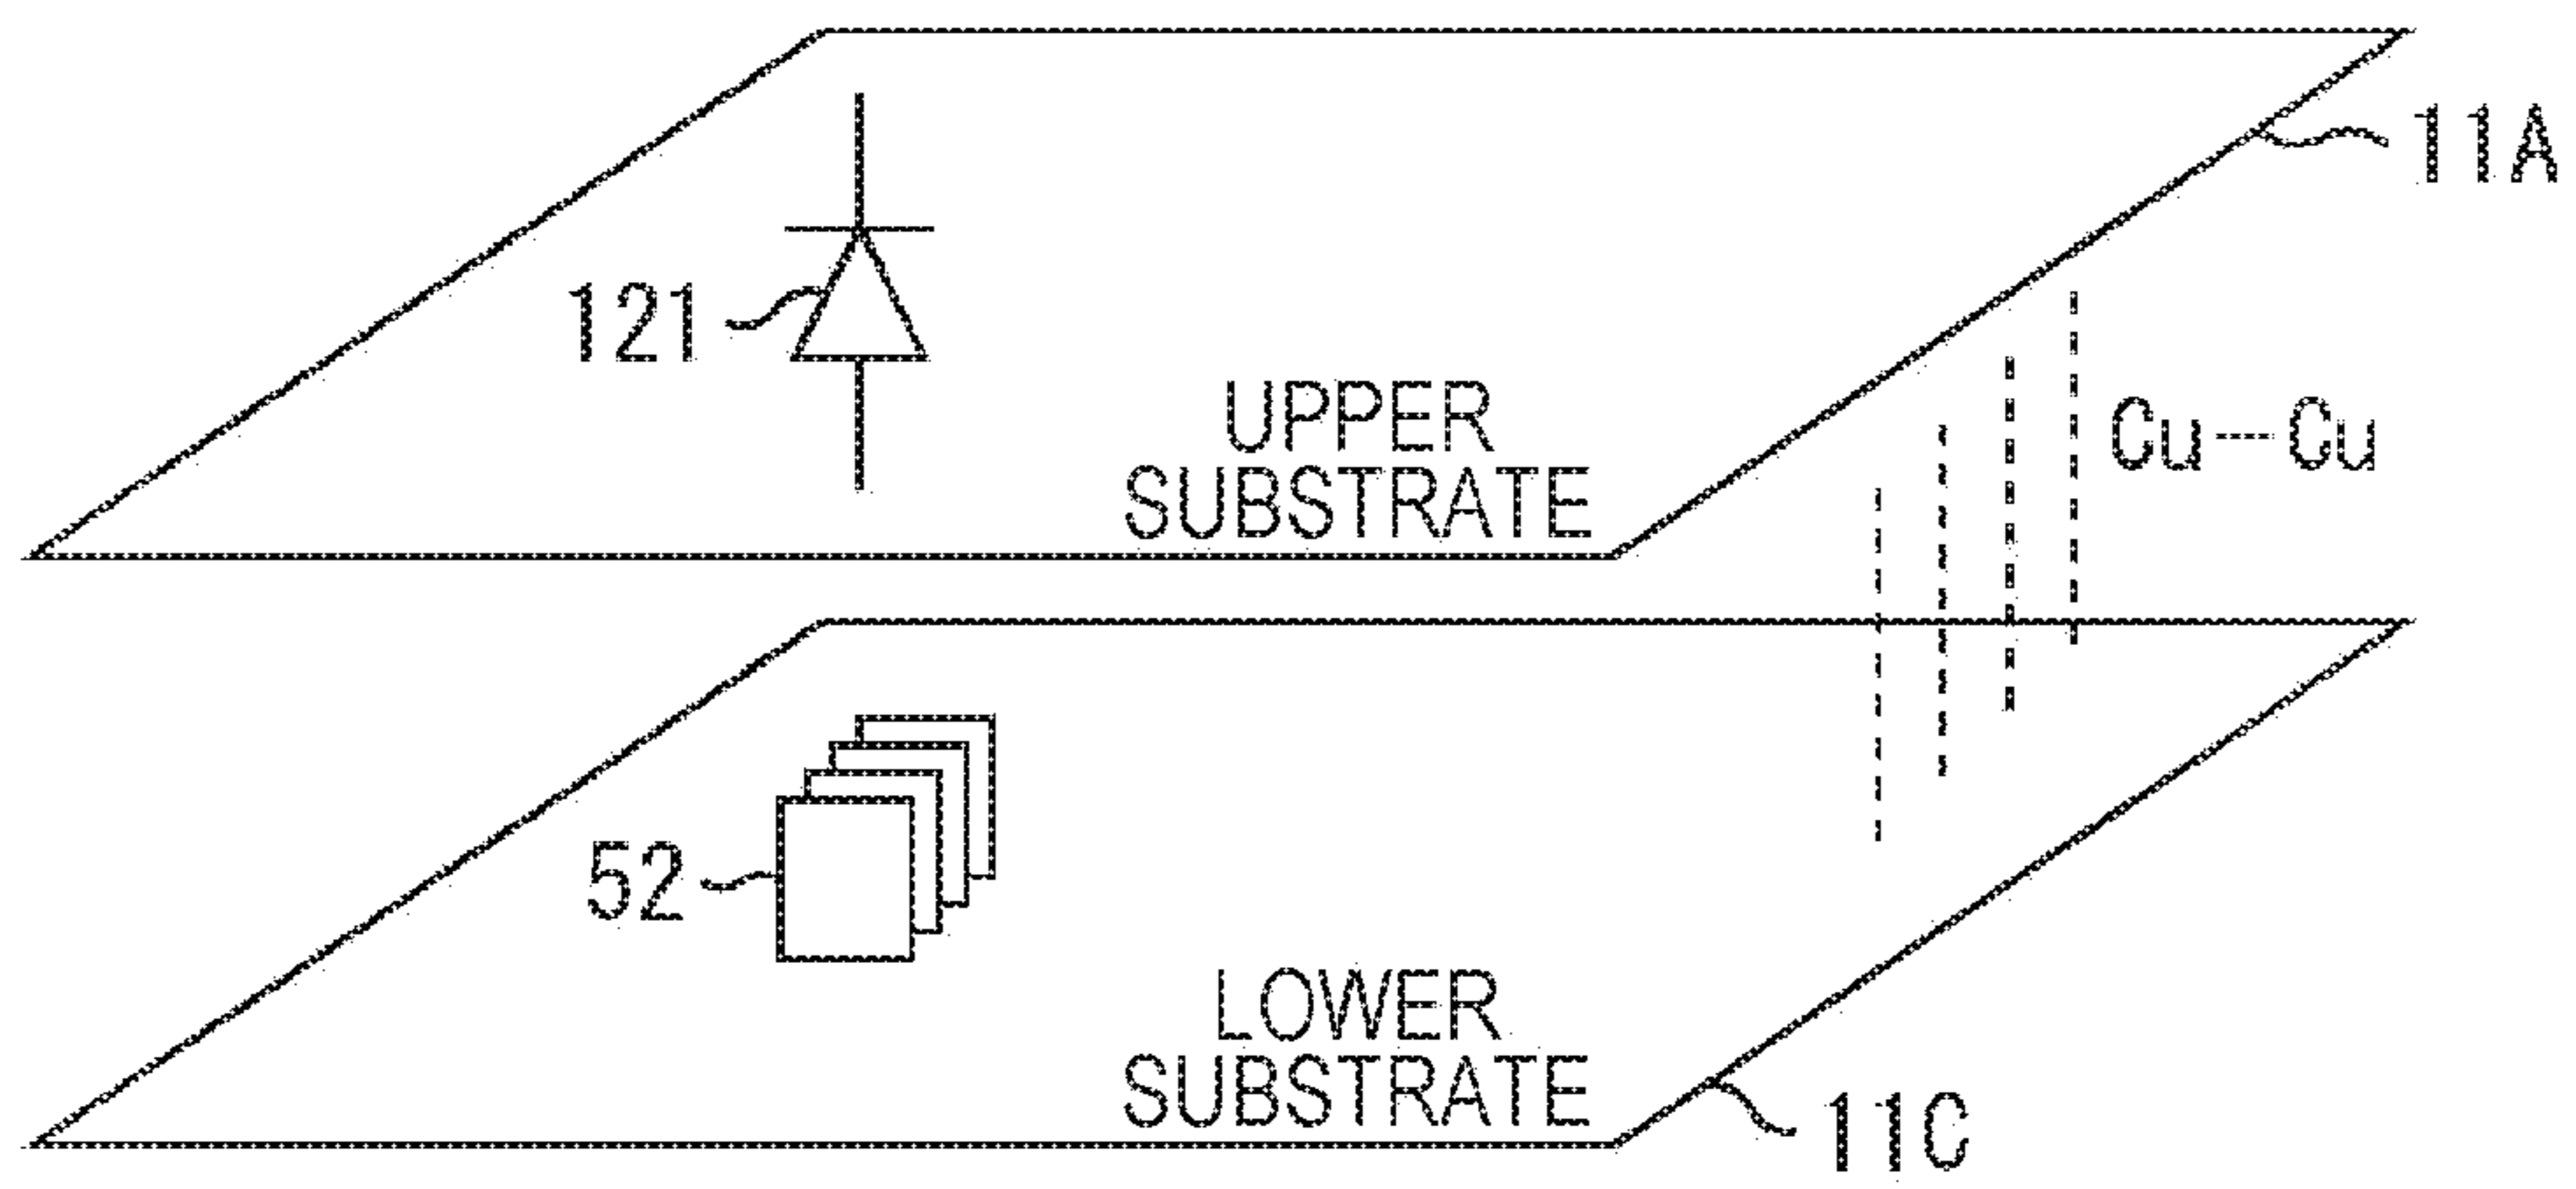 11A
121
Cu---Cu
UPPER
SUBSTRATE
52
LOWER
SUBSTRATE
11C